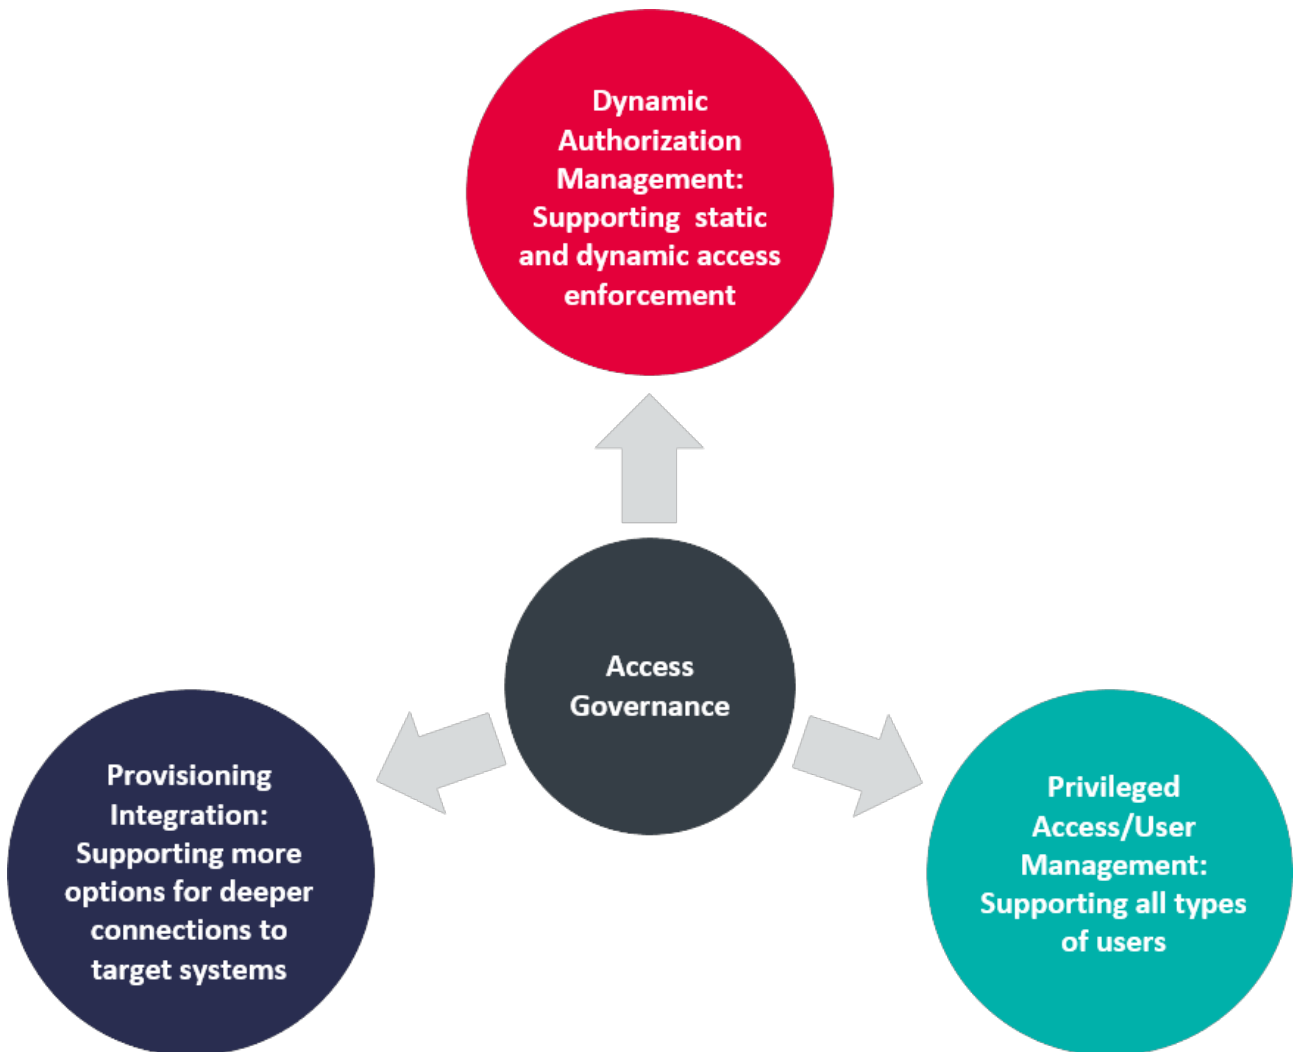 Dynamic
Authorization
Management:
Supporting  static
and dynamic access
enforcement
Access
Governance
Provisioning
Integration:
Supporting more
options for deeper
connections to
target systems
Privileged
Access/User
Management:
Supporting all types
of users